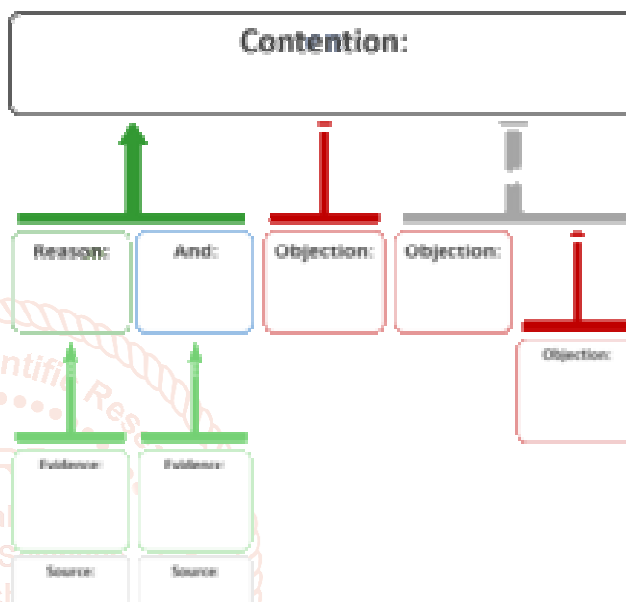 Contention:
Reason:
And:
Objection:
Objection:
Objection:
Evidence:
Evidence
Source:
Source